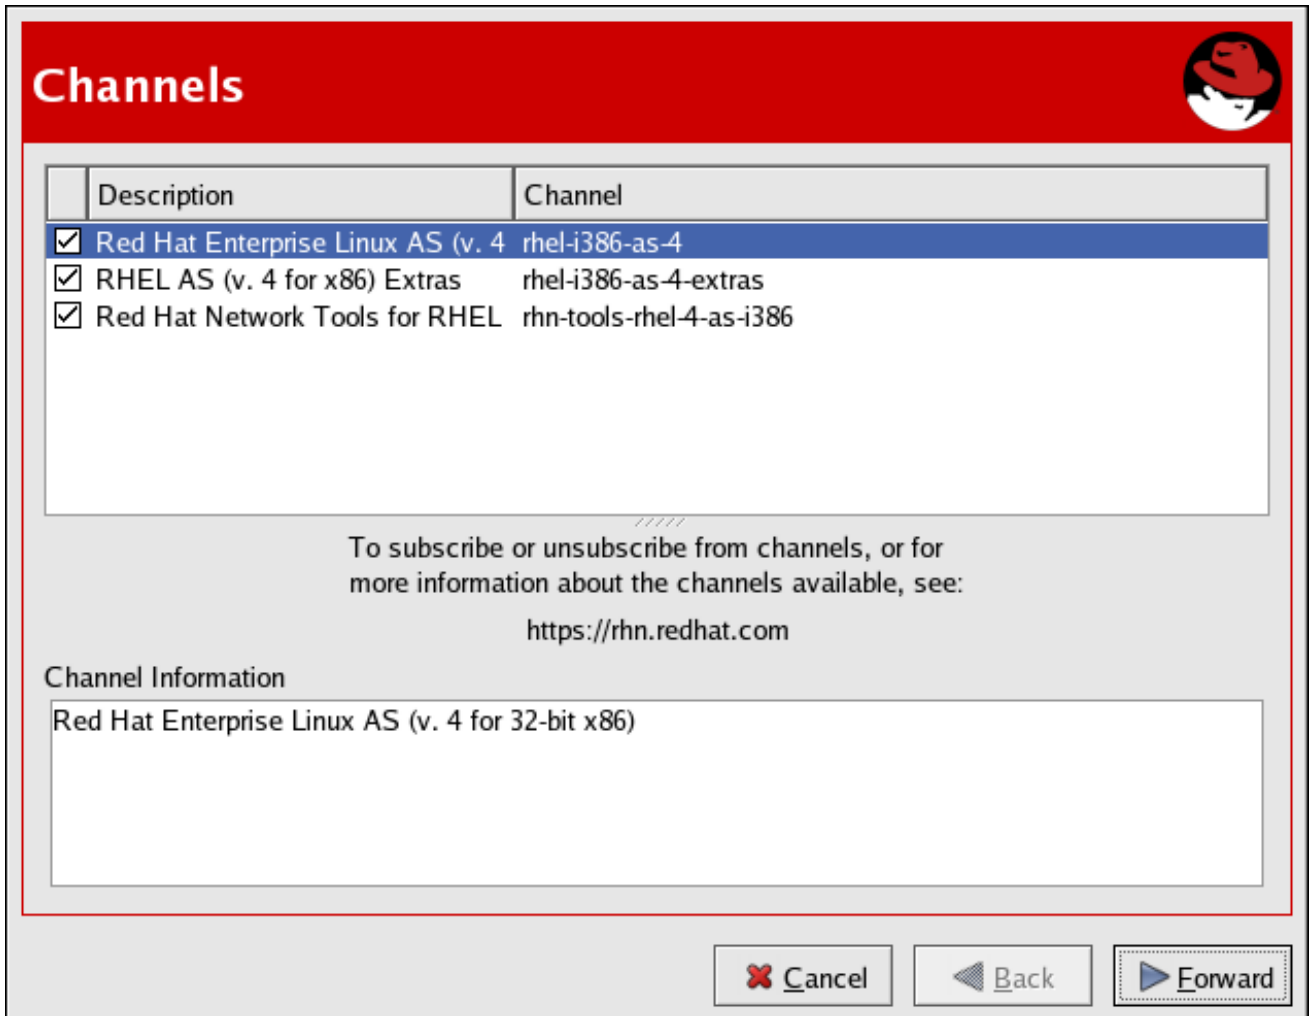 Channels
Description Channel
Red Hat Enterprise Linux AS (v. 4 rhel-i386-as-4
RHEL AS (v. 4 for x86) Extras rhel-i386-as-4-extras
Red Hat Network Tools for RHEL rhn-tools-rhel-4-as-i386
To subscribe or unsubscribe from channels, or for
more information about the channels available, see:
https://rhn.redhat.com
Channel Information
Red Hat Enterprise Linux AS (v. 4 for 32-bit x86)
Cancel Back Forward